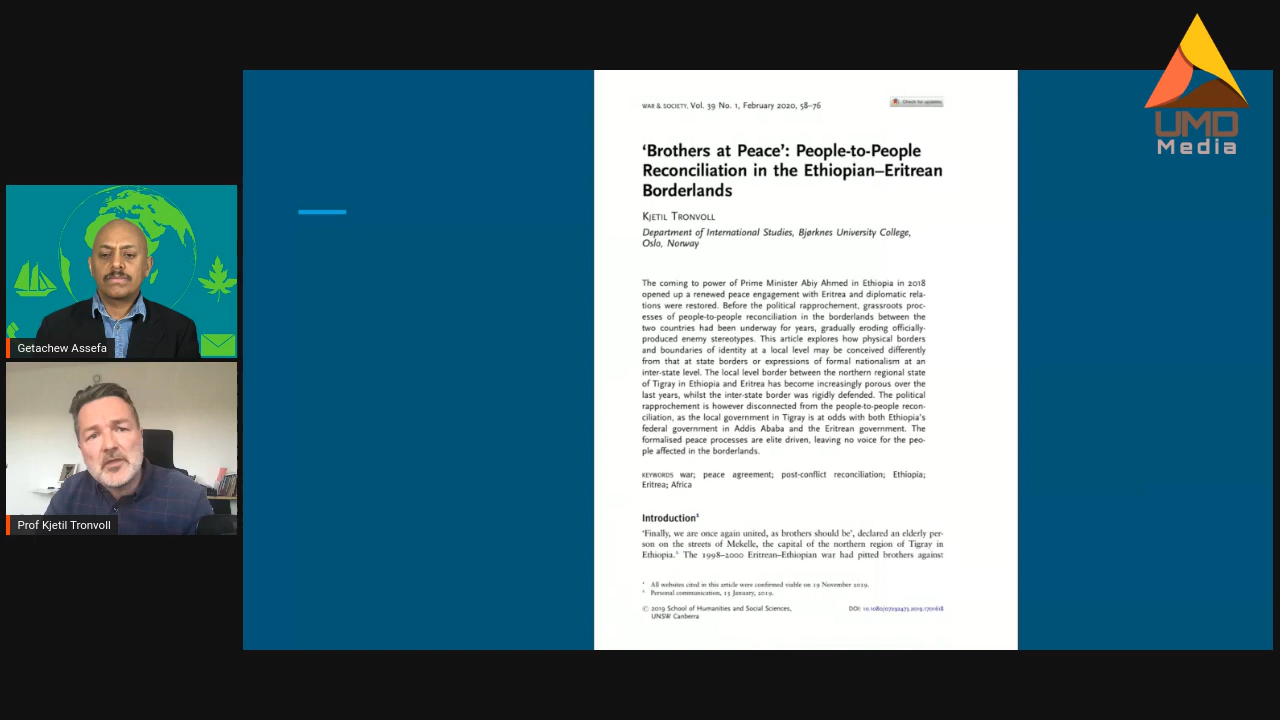 UMD
Media
Getachew Assefa
Prof Kjetil Tronvoll
WAR & SOCIETY, Vol. 39 No. 1, February 2020, 58–76
Check for updates
‘Brothers at Peace’: People-to-People
Reconciliation in the Ethiopian–Eritrean
Borderlands
Kjetil Tronvoll
Department of International Studies, Bjørknes University College,
Oslo, Norway
The coming to power of Prime Minister Abiy Ahmed in Ethiopia in 2018
opened up a renewed peace engagement with Eritrea and diplomatic rela-
tions were restored. Before the political rapprochement, grassroots proc-
esses of people-to-people reconciliation in the borderlands between the
two countries had been underway for years, gradually eroding officially-
produced enemy stereotypes. This article explores how physical borders
and boundaries of identity at a local level may be conceived differently
from that at state borders or expressions of formal nationalism at an
inter-state level. The local level border between the northern regional state
of Tigray in Ethiopia and Eritrea has become increasingly porous over the
last years, whilst the inter-state border was rigidly defended. The political
rapprochement is however disconnected from the people-to-people recon-
ciliation, as the local government in Tigray is at odds with both Ethiopia’s
federal government in Addis Ababa and the Eritrean government. The
formalised peace processes are elite driven, leaving no voice for the peo-
ple affected in the borderlands.
KEYWORDS war; peace agreement; post-conflict reconciliation; Ethiopia;
Eritrea; Africa
Introduction¹
‘Finally, we are once again united, as brothers should be’, declared an elderly per-
son on the streets of Mekelle, the capital of the northern region of Tigray in
Ethiopia.² The 1998–2000 Eritrean–Ethiopian war had pitted brothers against
¹ All websites cited in this article were confirmed viable on 19 November 2019.
² Personal communication, 15 January, 2019.
© 2019 School of Humanities and Social Sciences,
UNSW Canberra
DOI: 10.1080/07292473.2019.1701618